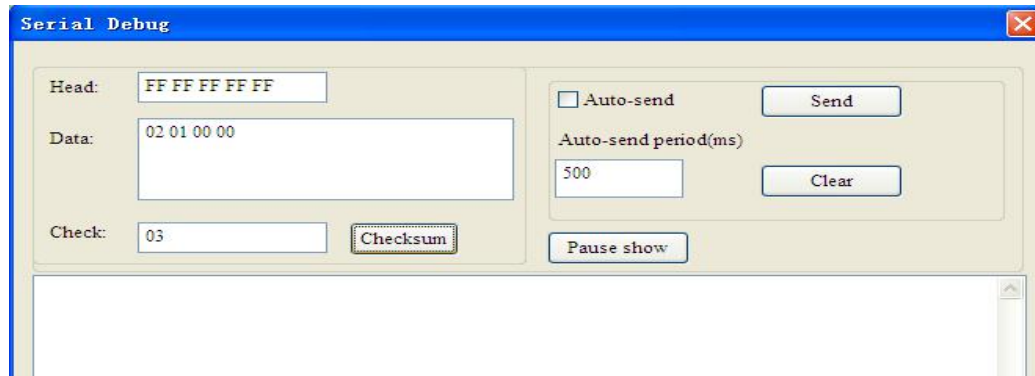 Serial Debug
Head: FF FF FF FF FF
Data: 02 01 00 00
Check: 03 Checksum
Auto-send Send
Auto-send period(ms)
500 Clear
Pause show